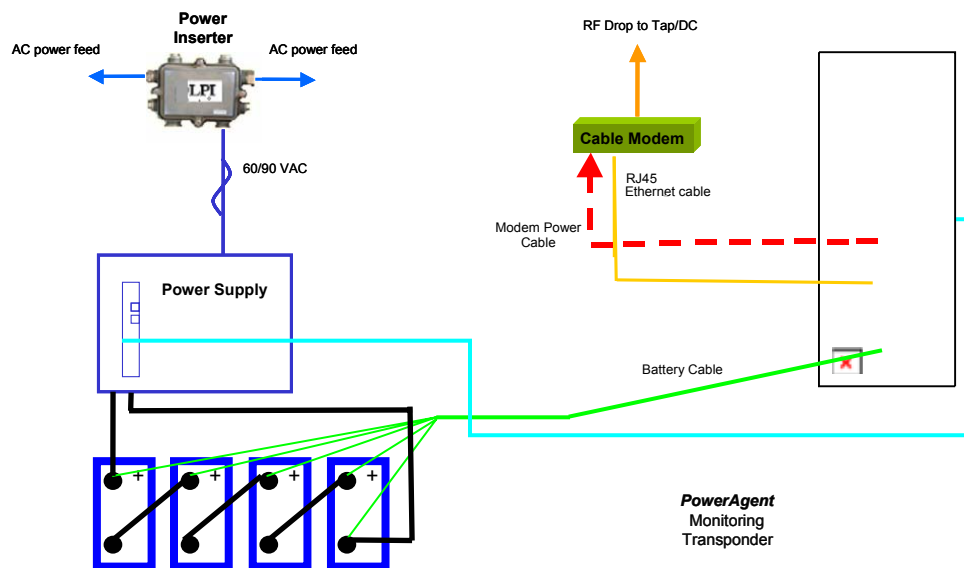 Power
Inserter
AC power feed
AC power feed
LPI
60/90 VAC
Power Supply
+
+
+
+
RF Drop to Tap/DC
Cable Modem
RJ45
Ethernet cable
Modem Power
Cable
Battery Cable
PowerAgent
Monitoring
Transponder